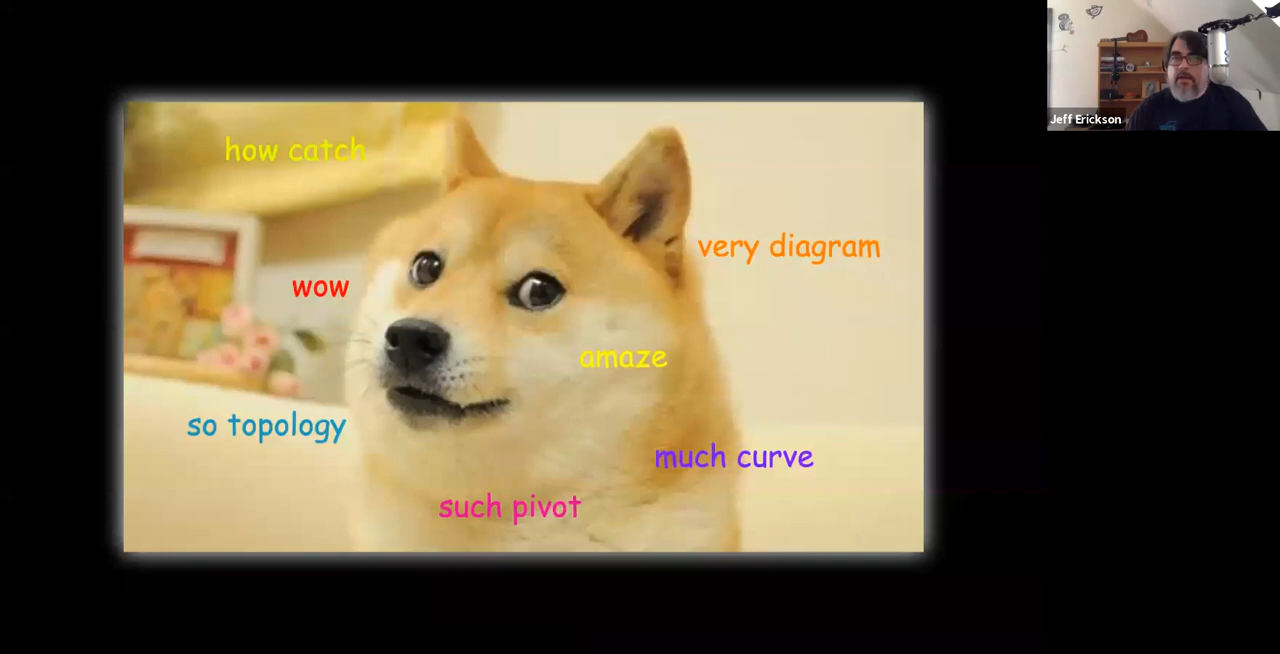 how catch
very diagram
wow
amaze
so topology
much curve
such pivot
Jeff Erickson